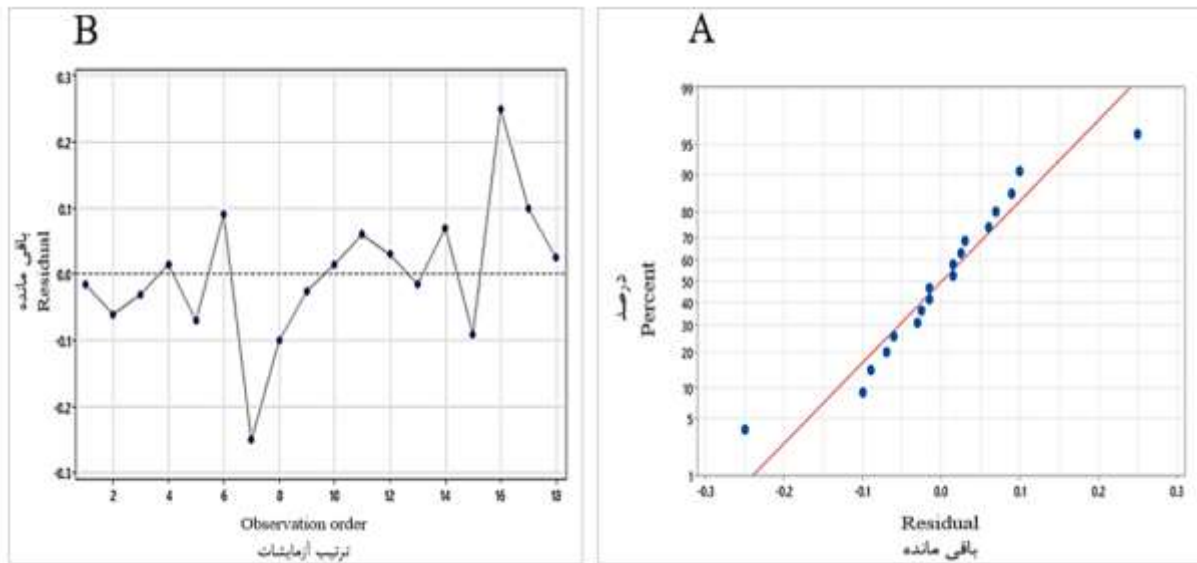 B
0.3
0.2
0.1
0.0
-0.1
-0.2
-0.3
باقی مانده
Residual
2 4 6 8 10 12 14 16 18
Observation order
ترتیب آزمایشات
A
99
95
90
80
70
60
50
40
30
20
10
5
1
درصد
Percent
-0.3 -0.2 -0.1 0.0 0.1 0.2 0.3
Residual
باقی مانده